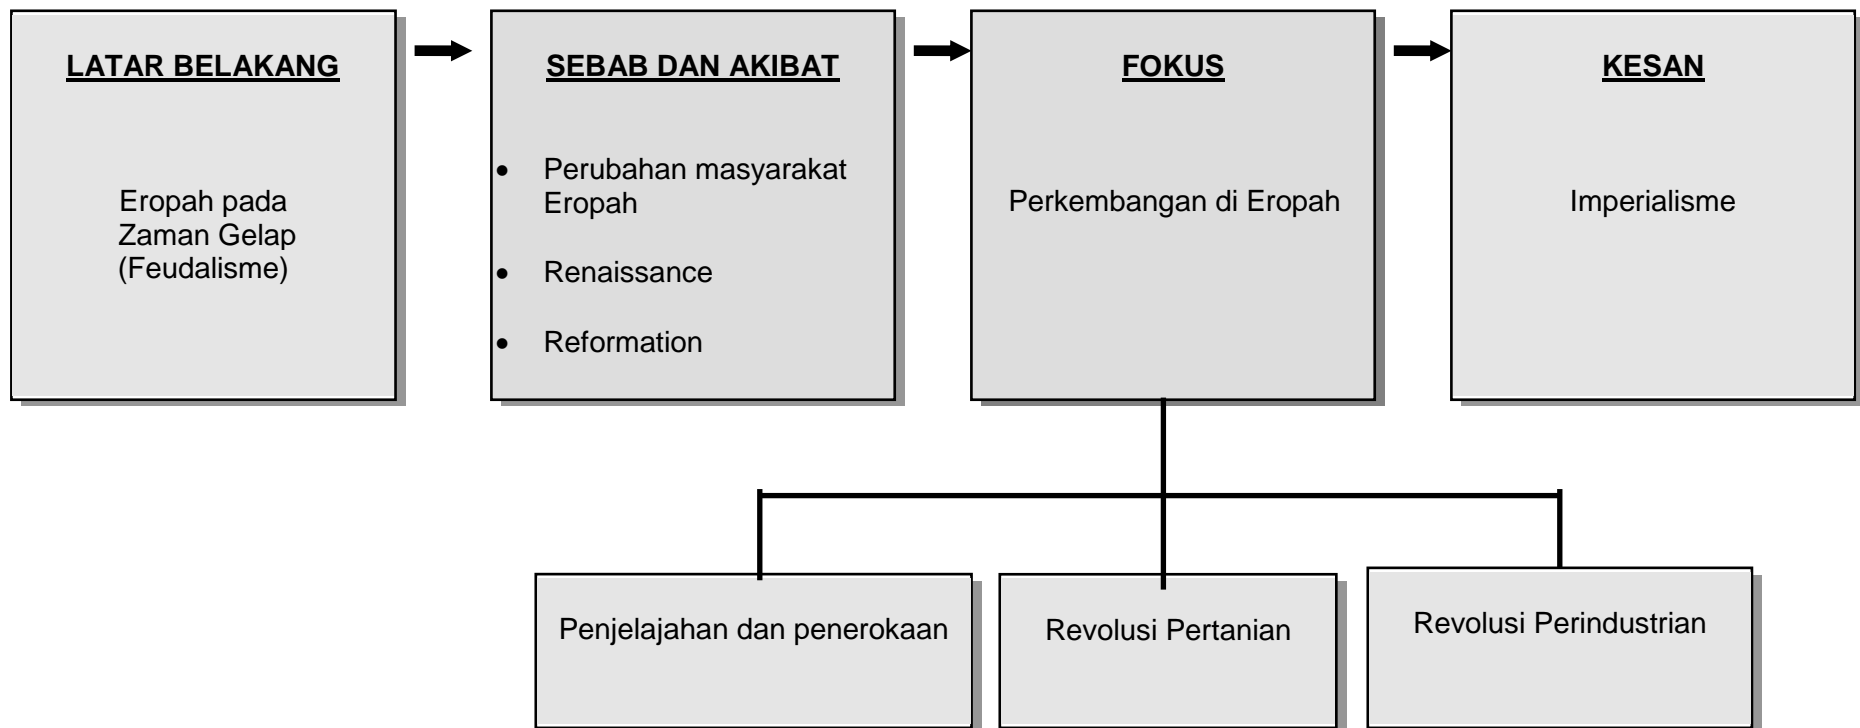 LATAR BELAKANG
Eropah pada
Zaman Gelap
(Feudalisme)
SEBAB DAN AKIBAT
• Perubahan masyarakat
Eropah
• Renaissance
• Reformation
FOKUS
Perkembangan di Eropah
KESAN
Imperialisme
Penjelajahan dan penerokaan
Revolusi Pertanian
Revolusi Perindustrian